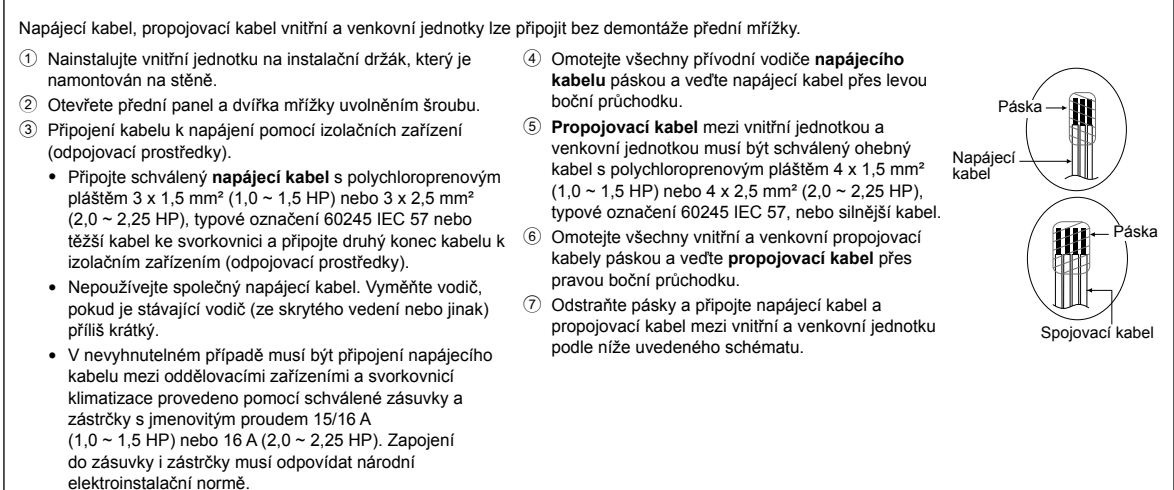 Napájecí kabel, propojovací kabel vnitřní a venkovní jednotky lze připojit bez demontáže přední mřížky.
① Nainstalujte vnitřní jednotku na instalační držák, který je
namontován na stěně.
② Otevřete přední panel a dvířka mřížky uvolněním šroubu.
③ Připojení kabelu k napájení pomocí izolačních zařízení
(odpojovací prostředky).
• Připojte schválený napájecí kabel s polychloroprenovým
pláštěm 3 x 1,5 mm² (1,0 ~ 1,5 HP) nebo 3 x 2,5 mm²
(2,0 ~ 2,25 HP), typové označení 60245 IEC 57 nebo
těžší kabel ke svorkovnici a připojte druhý konec kabelu k
izolačním zařízením (odpojovací prostředky).
• Nepoužívejte společný napájecí kabel. Vyměňte vodič,
pokud je stávající vodič (ze skrytého vedení nebo jinak)
příliš krátký.
• V nevyhnutelném případě musí být připojení napájecího
kabelu mezi oddělovacími zařízeními a svorkovnicí
klimatizace provedeno pomocí schválené zásuvky a
zástrčky s jmenovitým proudem 15/16 A
(1,0 ~ 1,5 HP) nebo 16 A (2,0 ~ 2,25 HP). Zapojení
do zásuvky i zástrčky musí odpovídat národní
elektroinstalační normě.
④ Omotejte všechny přívodní vodiče napájecího
kabelu páskou a veďte napájecí kabel přes levou
boční průchodku.
⑤ Propojovací kabel mezi vnitřní jednotkou a
venkovní jednotkou musí být schválený ohebný
kabel s polychloroprenovým pláštěm 4 x 1,5 mm²
(1,0 ~ 1,5 HP) nebo 4 x 2,5 mm² (2,0 ~ 2,25 HP),
typové označení 60245 IEC 57, nebo silnější kabel.
⑥ Omotejte všechny vnitřní a venkovní propojovací
kabely páskou a veďte propojovací kabel přes
pravou boční průchodku.
⑦ Odstraňte pásky a připojte napájecí kabel a
propojovací kabel mezi vnitřní a venkovní jednotku
podle níže uvedeného schématu.
Páska
Napájecí
kabel
Páska
Spojovací kabel